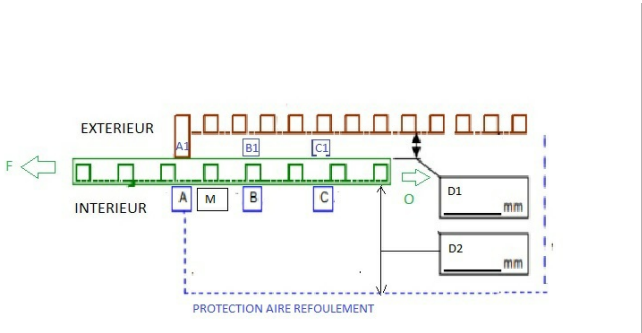 EXTERIEUR
A1
B1
C1
F
O
INTERIEUR
A
M
B
C
D1
mm
D2
mm
PROTECTION AIRE REFOULEMENT